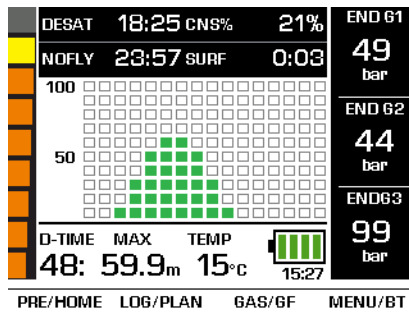 DESAT 18:25 CNS% 21%
NOFLY 23:57 SURF 0:03
100
50
D-TIME MAX TEMP
48: 59.9m 15°C
15:27
END G1
49
bar
END G2
44
bar
ENDG3
99
bar
PRE/HOME LOG/PLAN GAS/GF MENU/BT